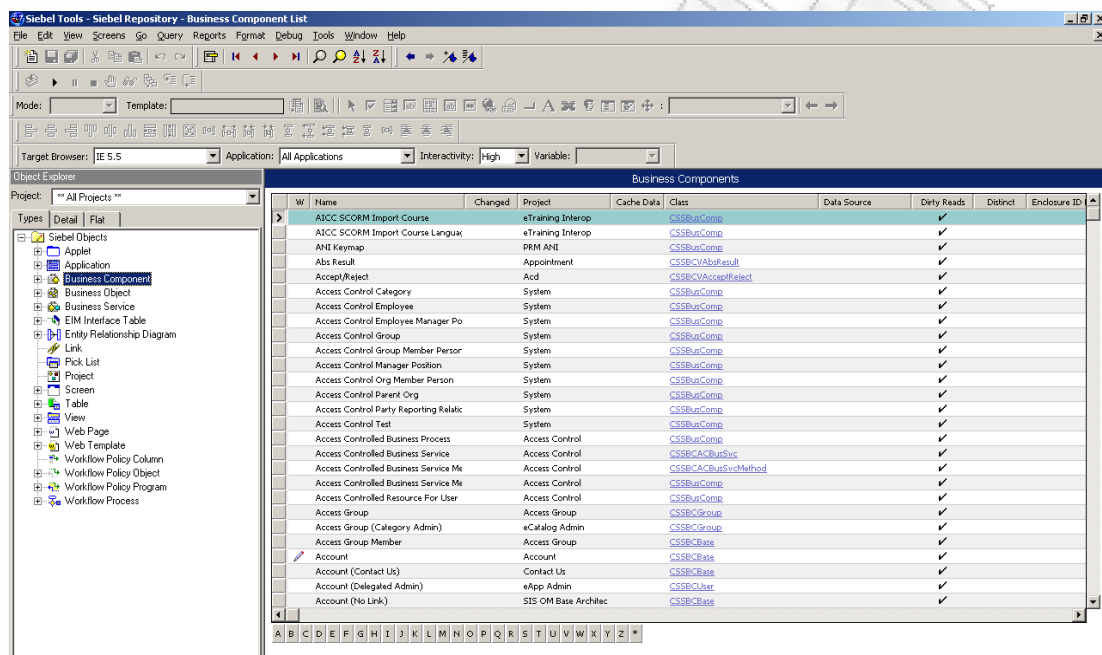 Siebel Tools - Siebel Repository - Business Component List
File Edit View Screens Go Query Reports Format Debug Tools Window Help
Mode: Template:
Target Browser: IE 5.5 Application: All Applications Interactivity: High Variable:
Object Explorer
Project: ** All Projects **
Types Detail Flat
Siebel Objects
Applet
Application
Business Component
Business Object
Business Service
EIM Interface Table
Entity Relationship Diagram
Link
Pick List
Project
Screen
Table
View
Web Page
Web Template
Workflow Policy Column
Workflow Policy Object
Workflow Policy Program
Workflow Process
Business Components
W Name Changed Project Cache Data Class Data Source Dirty Reads Distinct Enclosure ID
AICC SCORM Import Course eTraining Interop CSSBusComp
AICC SCORM Import Course Languag eTraining Interop CSSBusComp
ANI Keymap PRM ANI CSSBusComp
Abs Result Appointment CSSBCVAbsResult
Accept/Reject Acd CSSBCVAcceptReject
Access Control Category System CSSBusComp
Access Control Employee System CSSBusComp
Access Control Employee Manager Po System CSSBusComp
Access Control Group System CSSBusComp
Access Control Group Member Person System CSSBusComp
Access Control Manager Position System CSSBusComp
Access Control Org Member Person System CSSBusComp
Access Control Parent Org System CSSBusComp
Access Control Party Reporting Relatic System CSSBusComp
Access Control Test System CSSBusComp
Access Controlled Business Process Access Control CSSBusComp
Access Controlled Business Service Access Control CSSBCACBusSvc
Access Controlled Business Service Me Access Control CSSBCACBusSvcMethod
Access Controlled Business Service Me Access Control CSSBusComp
Access Controlled Resource For User Access Control CSSBusComp
Access Group Access Group CSSBCGroup
Access Group (Category Admin) eCatalog Admin CSSBCGroup
Access Group Member Access Group CSSBCBase
Account Account CSSBCBase
Account (Contact Us) Contact Us CSSBCBase
Account (Delegated Admin) eApp Admin CSSBCUser
Account (No Link) SIS OM Base Architec CSSBCBase
A B C D E F G H I J K L M N O P Q R S T U V W X Y Z *